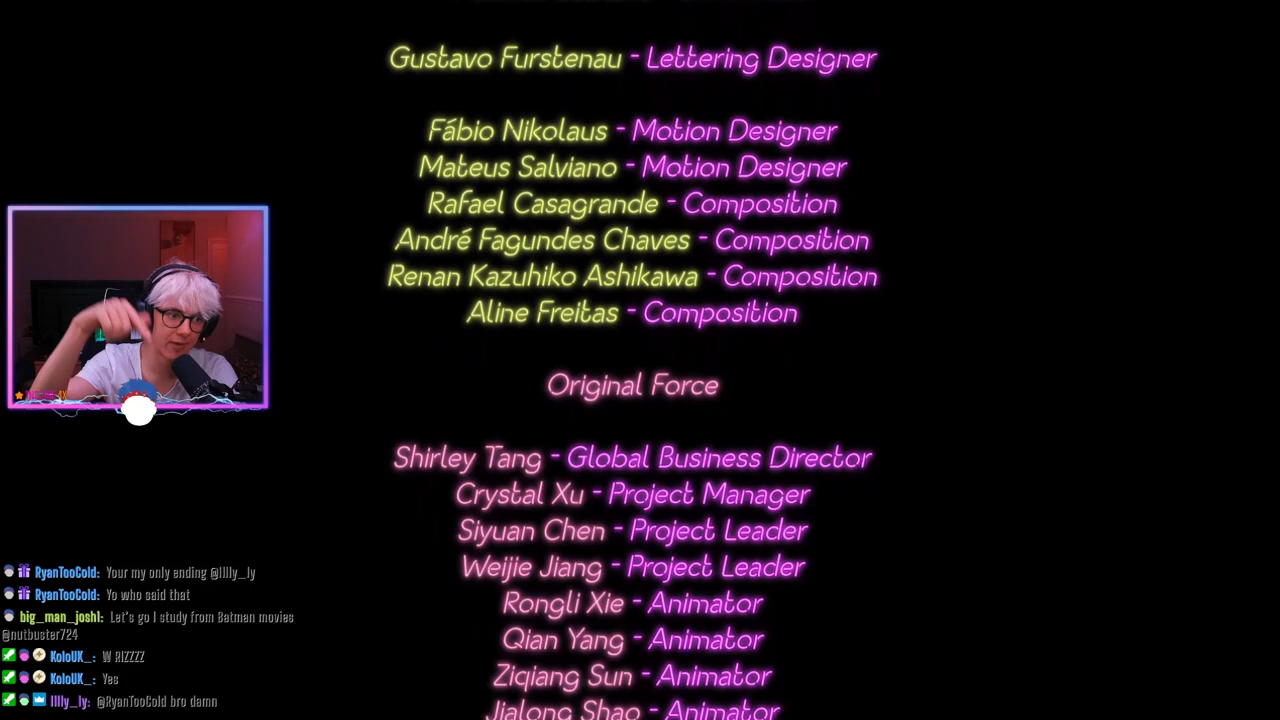 Gustavo Furstenau - Lettering Designer
Fábio Nikolaus - Motion Designer
Mateus Salviano - Motion Designer
Rafael Casagrande - Composition
André Fagundes Chaves - Composition
Renan Kazuhiko Ashikawa - Composition
Aline Freitas - Composition
Original Force
Shirley Tang - Global Business Director
Crystal Xu - Project Manager
Siyuan Chen - Project Leader
Weijie Jiang - Project Leader
Rongli Xie - Animator
Qian Yang - Animator
Ziqiang Sun - Animator
Jialong Shao - Animator
RyanTooCold: Your my only ending @lllly_ly
RyanTooCold: Yo who said that
big_man_josh1: Let's go I study from Batman movies
@nutbuster724
KoloUK_: W RIZZZZ
KoloUK_: Yes
lllly_ly: @RyanTooCold bro damn